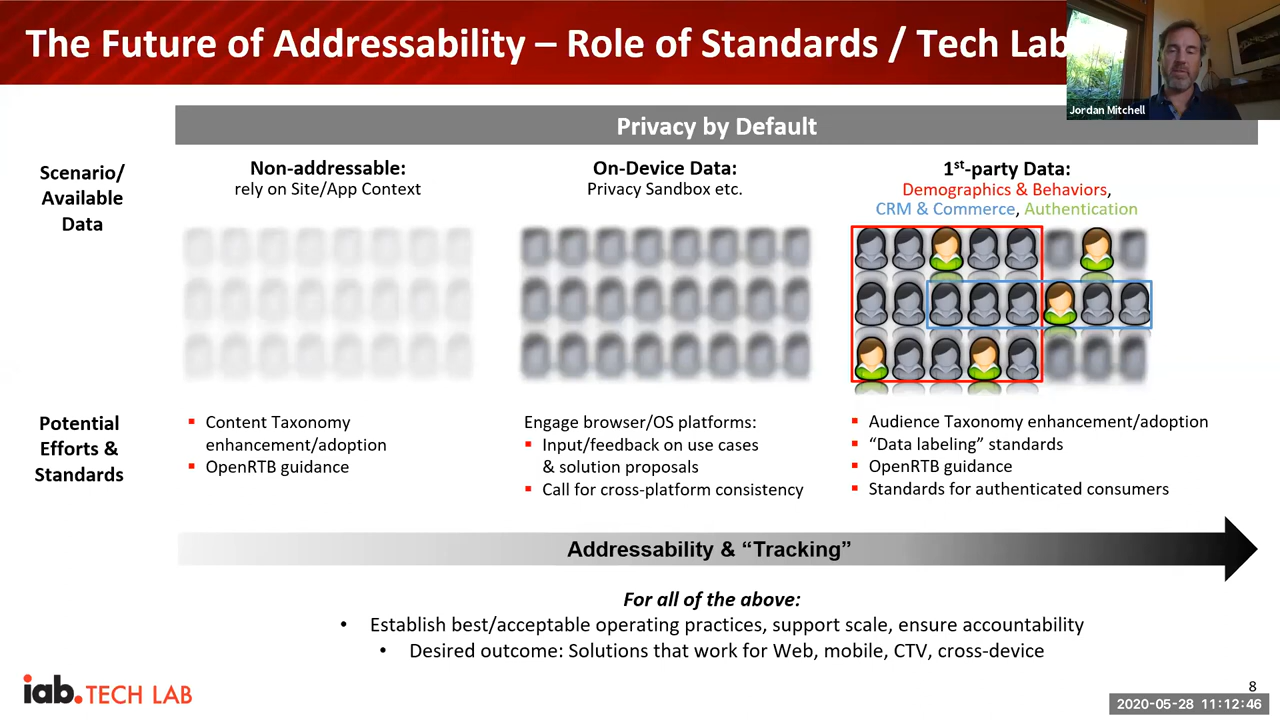 The Future of Addressability – Role of Standards / Tech Lab
Jordan Mitchell
Privacy by Default
Scenario/
Available
Data
Non-addressable:
rely on Site/App Context
On-Device Data:
Privacy Sandbox etc.
1st-party Data:
Demographics & Behaviors,
CRM & Commerce, Authentication
Potential
Efforts &
Standards
▪ Content Taxonomy
enhancement/adoption
▪ OpenRTB guidance
Engage browser/OS platforms:
▪ Input/feedback on use cases
& solution proposals
▪ Call for cross-platform consistency
▪ Audience Taxonomy enhancement/adoption
▪ “Data labeling” standards
▪ OpenRTB guidance
▪ Standards for authenticated consumers
Addressability & “Tracking”
For all of the above:
• Establish best/acceptable operating practices, support scale, ensure accountability
• Desired outcome: Solutions that work for Web, mobile, CTV, cross-device
iab.TECH LAB
8
2020-05-28 11:12:46